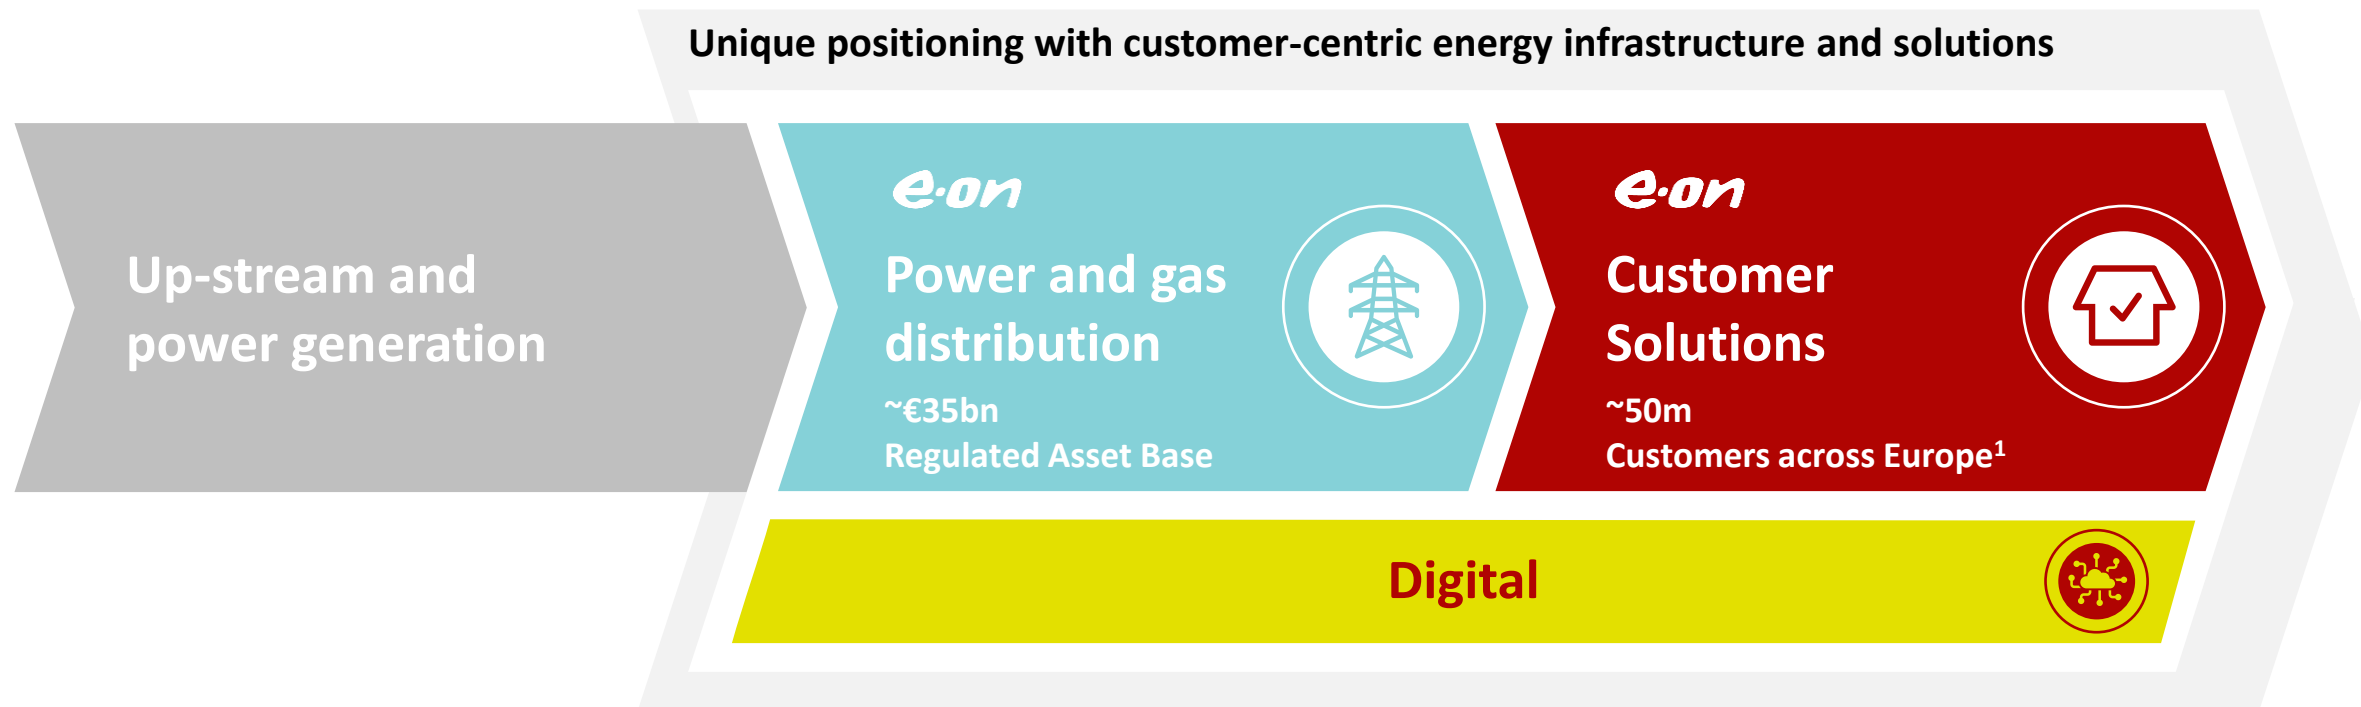 Unique positioning with customer-centric energy infrastructure and solutions
Up-stream and
power generation
e·on
Power and gas
distribution
~€35bn
Regulated Asset Base
e·on
Customer
Solutions
~50m
Customers across Europe¹
Digital